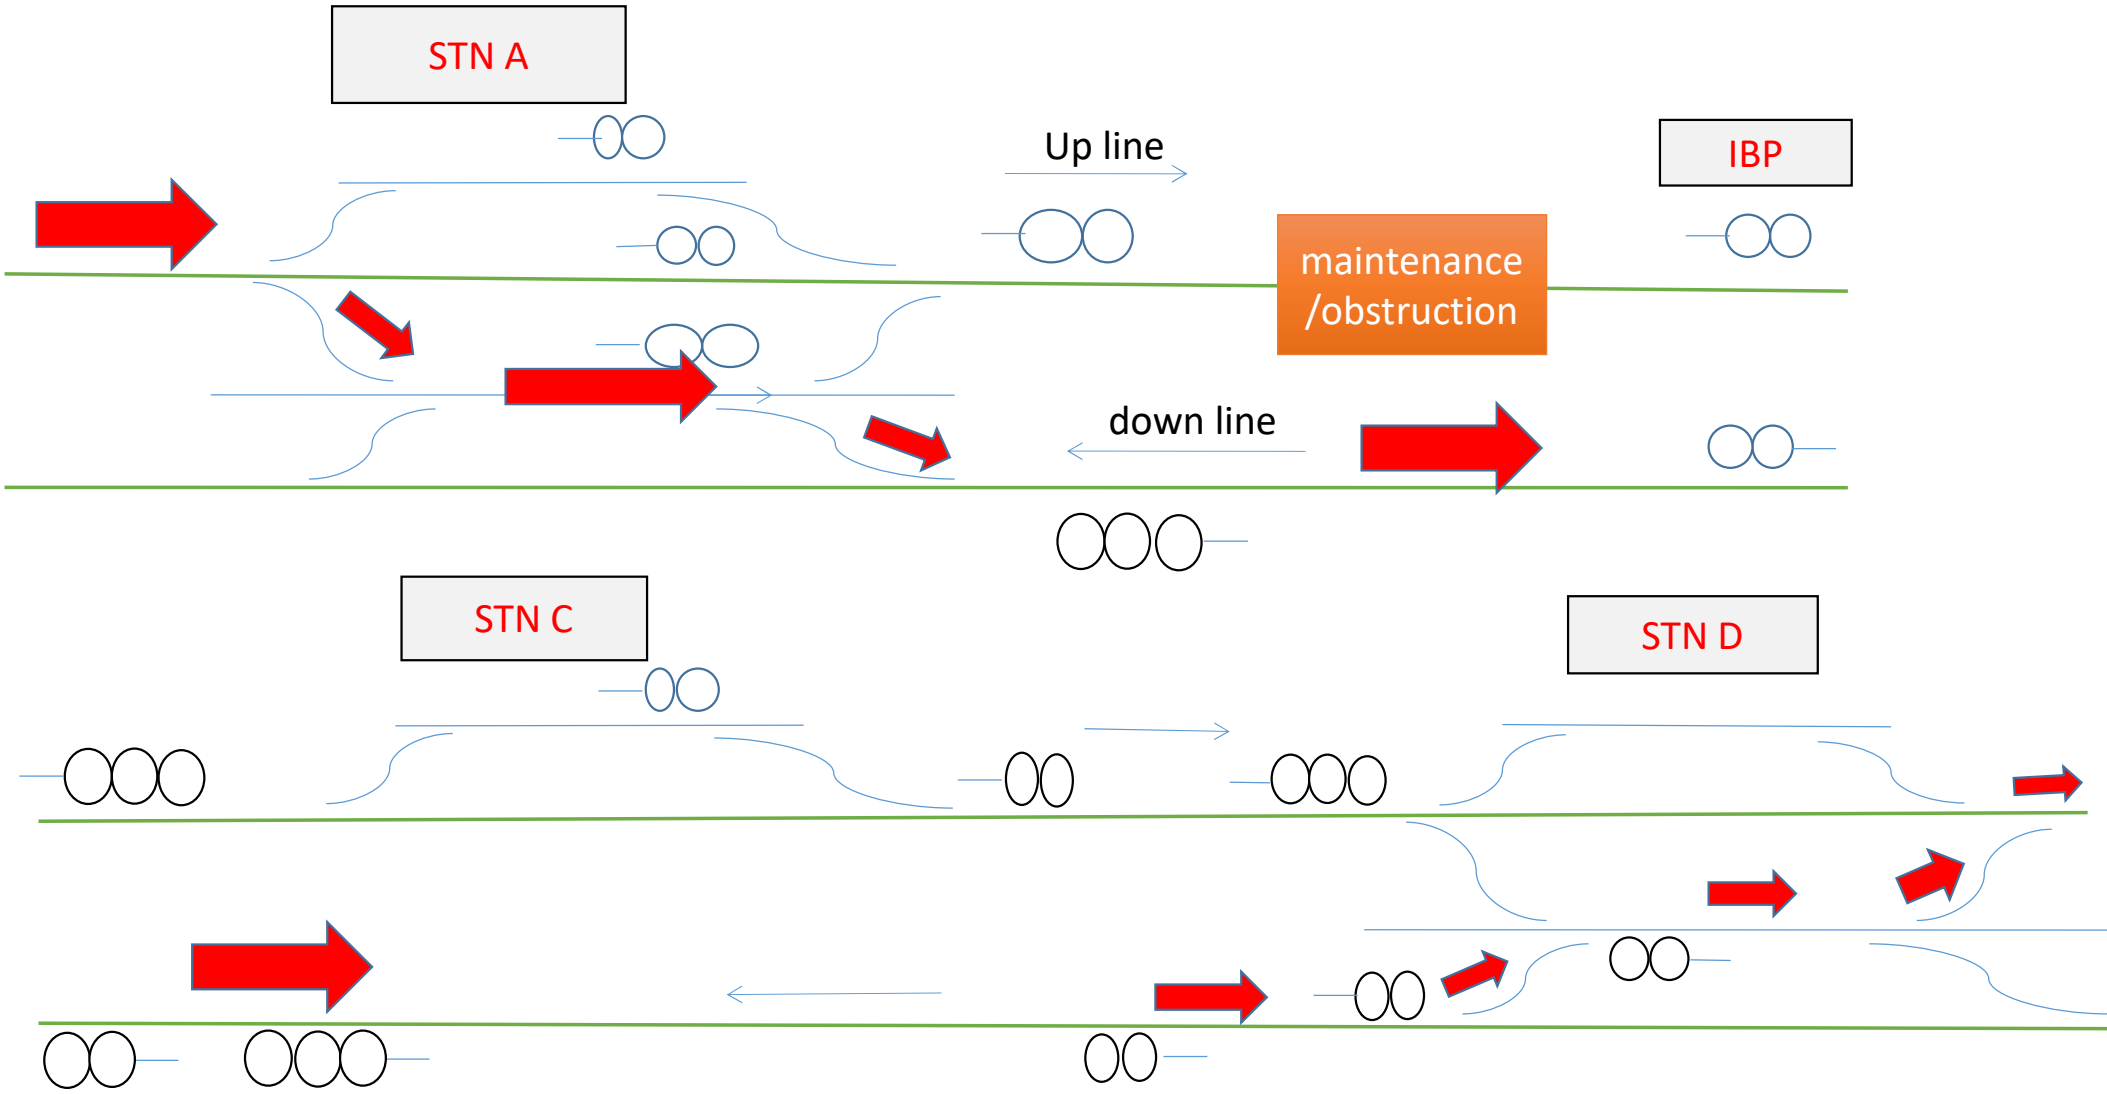 STN A
Up line
IBP
maintenance
/obstruction
down line
STN C
STN D